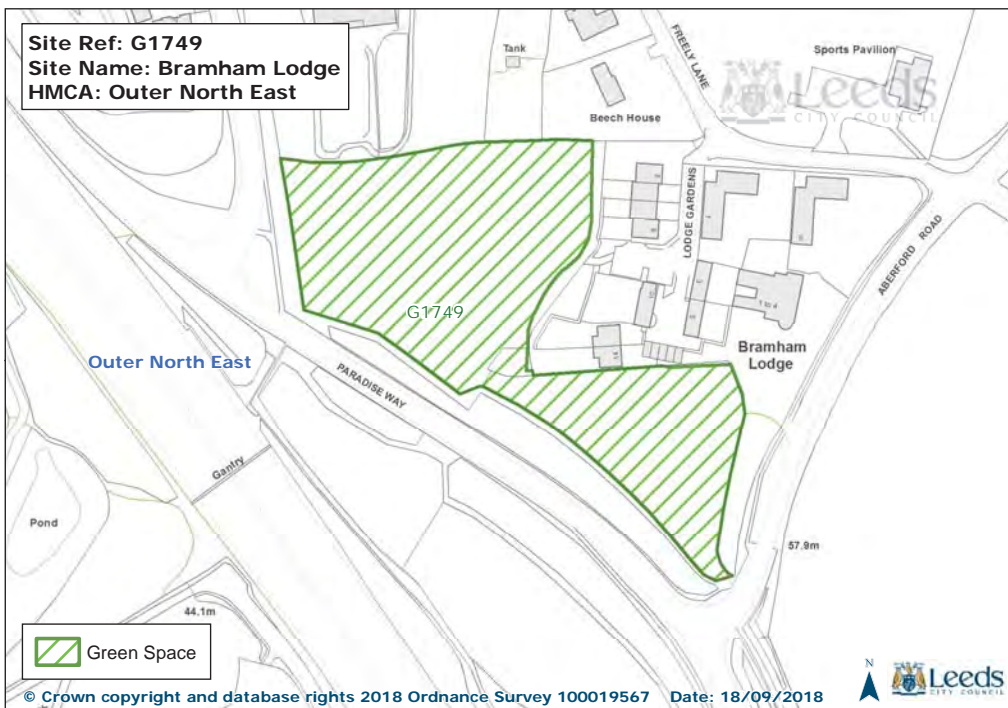 Site Ref: G1749
Site Name: Bramham Lodge
HMCA: Outer North East
Tank
FREELY LANE
Sports Pavilion
Leeds
CITY COUNCIL
Beech House
LODGE GARDENS
ABERFORD ROAD
1 to 4
G1749
Bramham
Lodge
Outer North East
PARADISE WAY
Gantry
Pond
57.9m
44.1m
Green Space
N
Leeds
CITY COUNCIL
© Crown copyright and database rights 2018 Ordnance Survey 100019567 Date: 18/09/2018